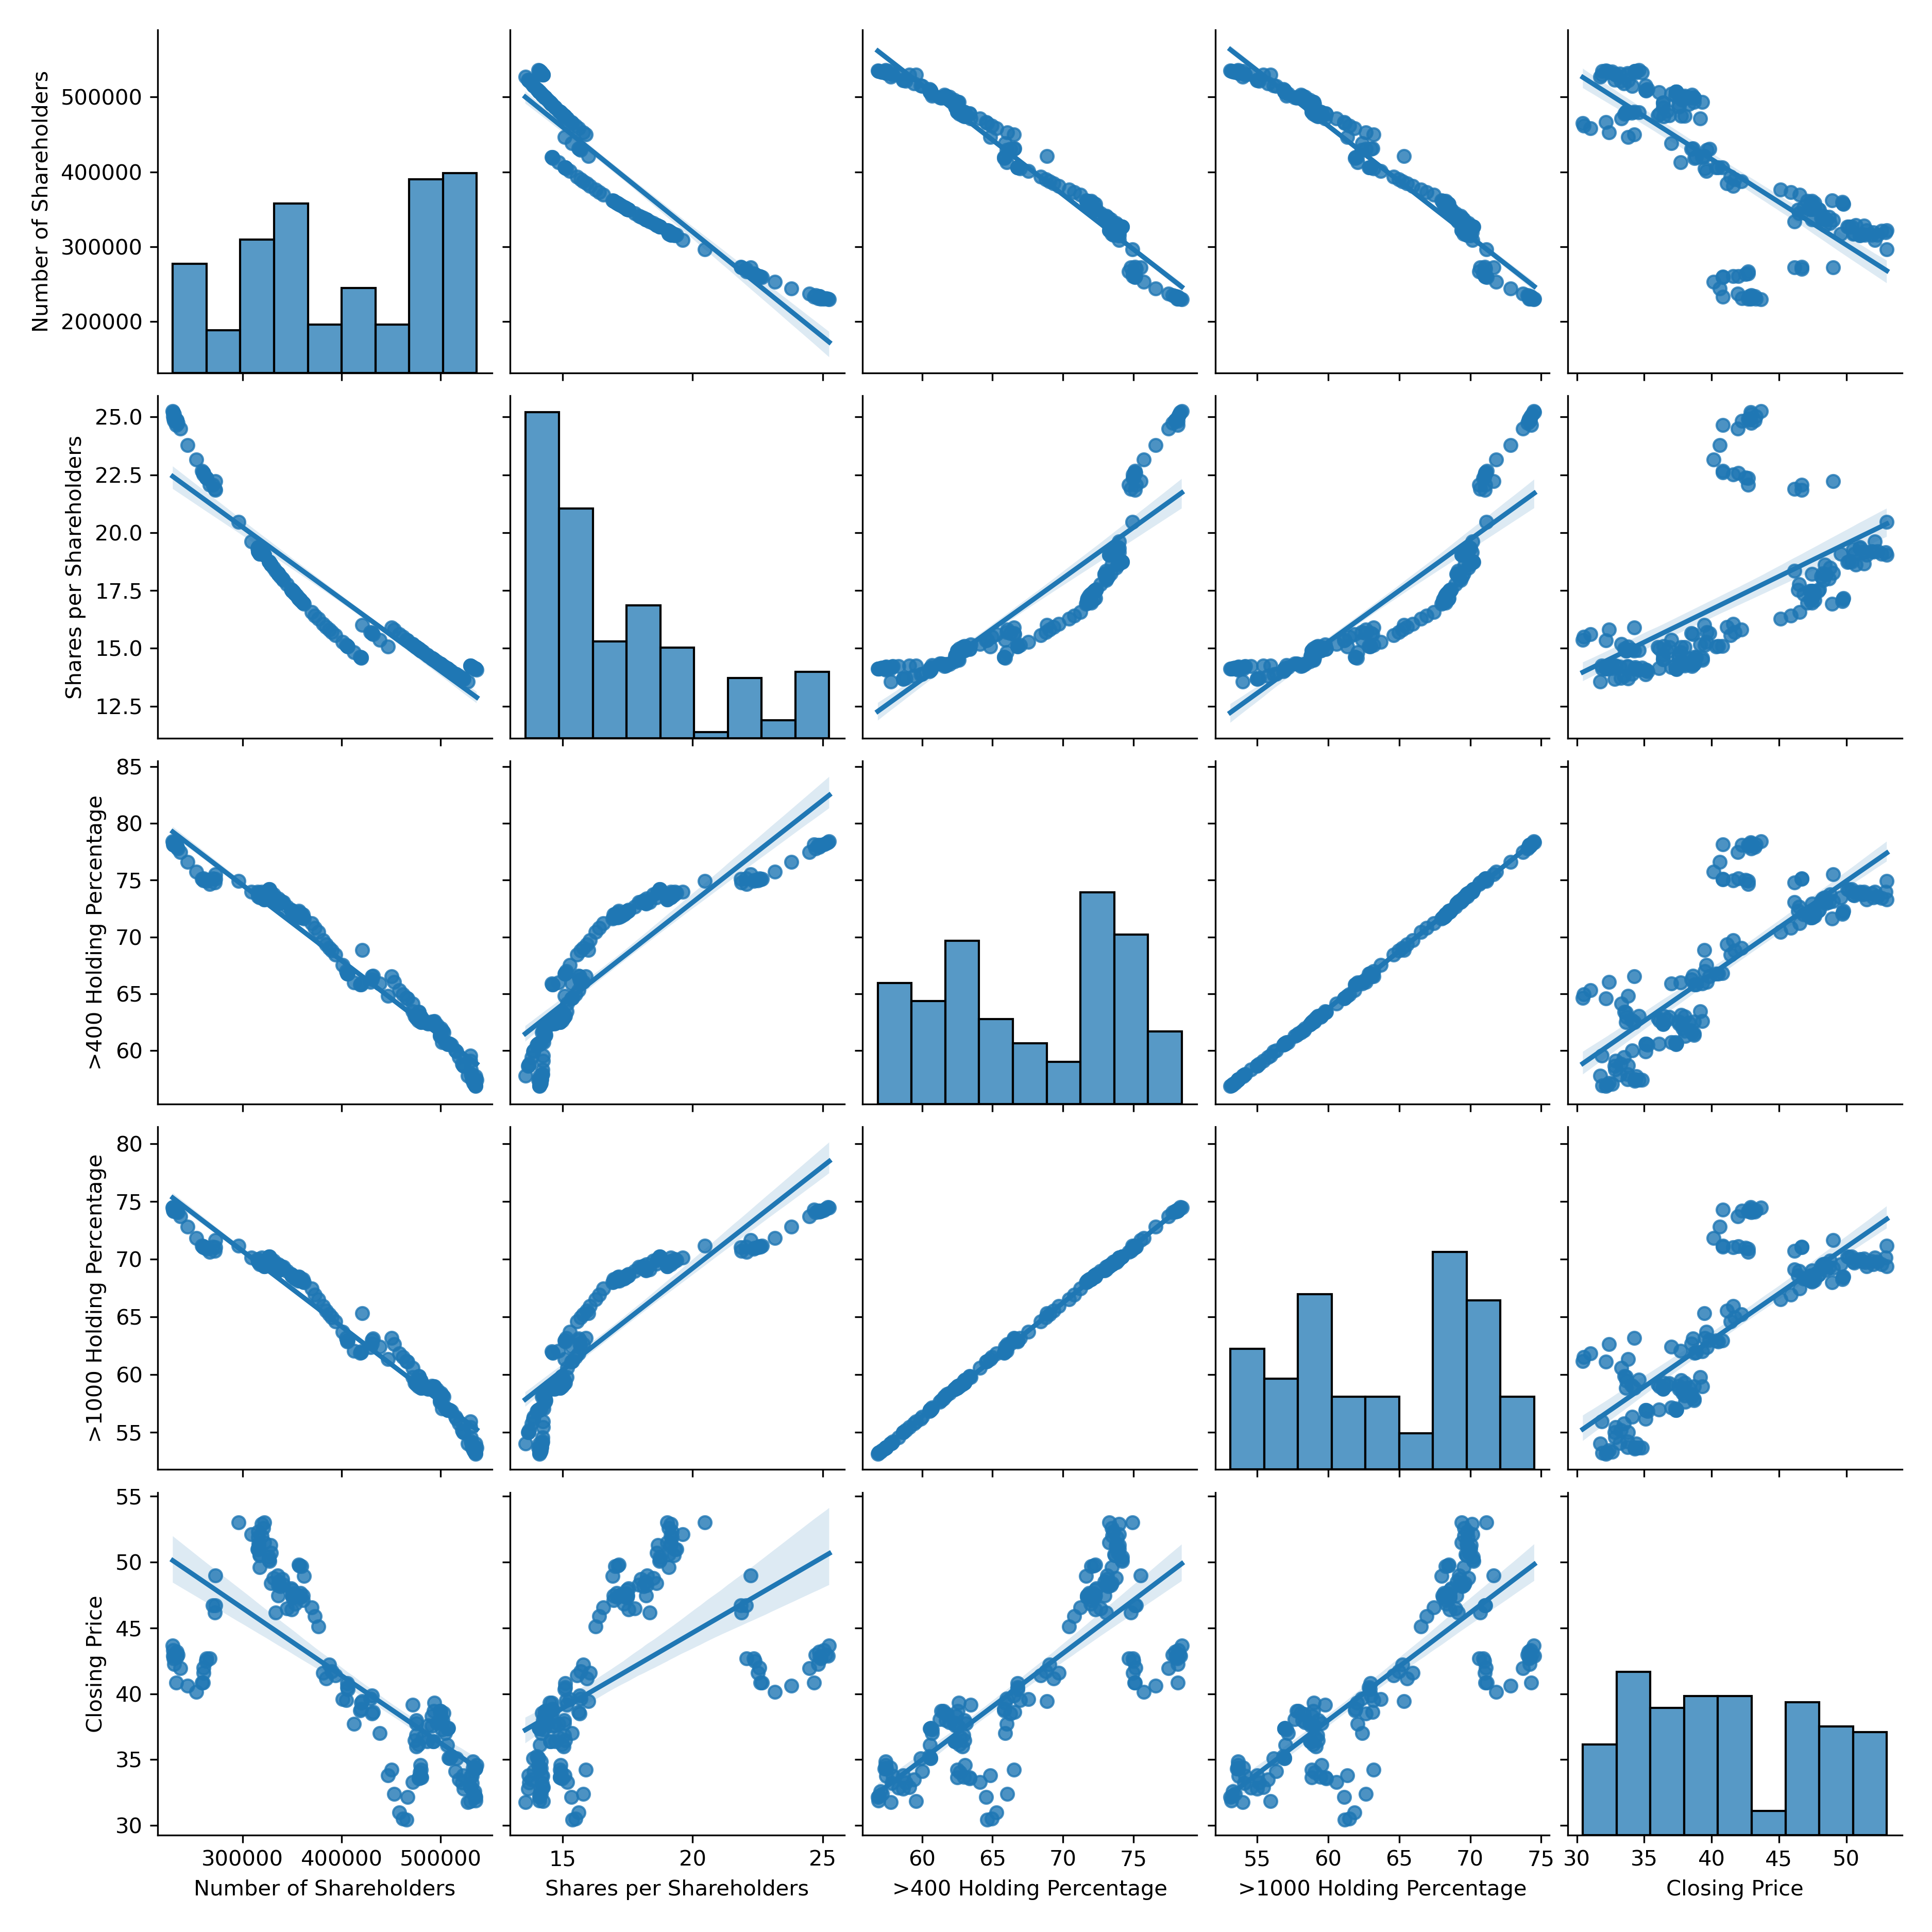 Number of Shareholders
500000
400000
300000
200000
Shares per Shareholders
25.0
22.5
20.0
17.5
15.0
12.5
>400 Holding Percentage
85
80
75
70
65
60
>1000 Holding Percentage
80
75
70
65
60
55
Closing Price
55
50
45
40
35
30
300000 400000 500000
Number of Shareholders
15 20 25
Shares per Shareholders
60 65 70 75
>400 Holding Percentage
55 60 65 70 75
>1000 Holding Percentage
30 35 40 45 50
Closing Price